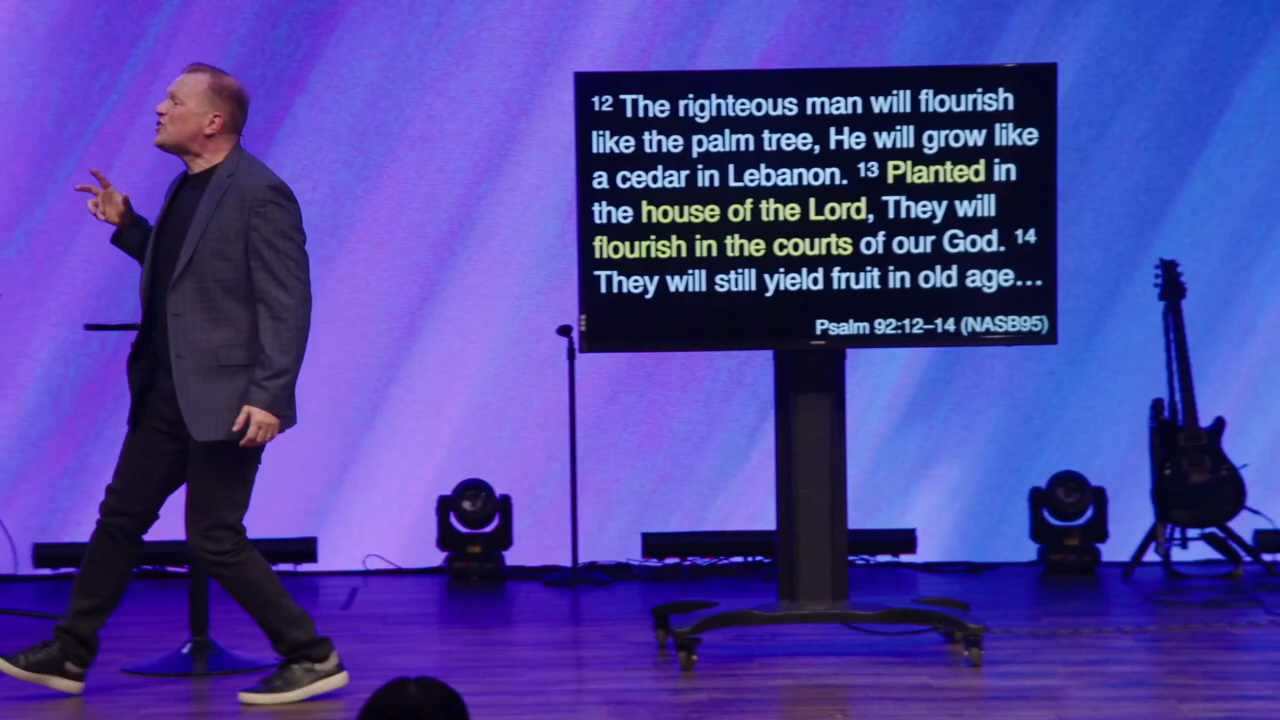 12 The righteous man will flourish
like the palm tree, He will grow like
a cedar in Lebanon. 13 Planted in
the house of the Lord, They will
flourish in the courts of our God. 14
They will still yield fruit in old age...
Psalm 92:12–14 (NASB95)